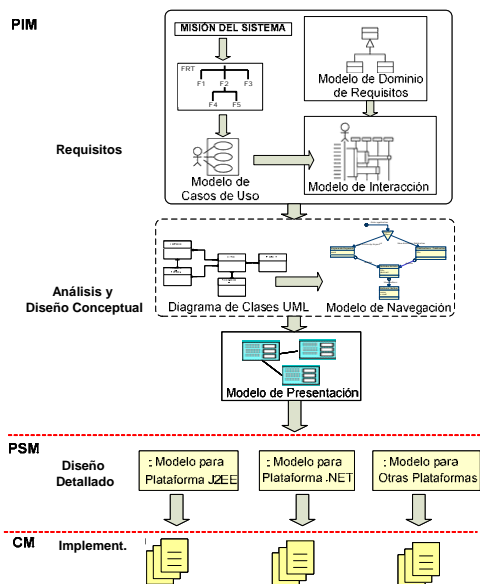 PIM
MISIÓN DEL SISTEMA
FRT
F1 F2 F3
F4 F5
Modelo de Dominio
de Requisitos
Requisitos
Modelo de
Casos de Uso
Modelo de Interacción
Análisis y
Diseño Conceptual
Diagrama de Clases UML
Modelo de Navegación
Modelo de Presentación
PSM
Diseño
Detallado
: Modelo para
Plataforma J2EE
: Modelo para
Plataforma .NET
: Modelo para
Otras Plataformas
CM
Implement.